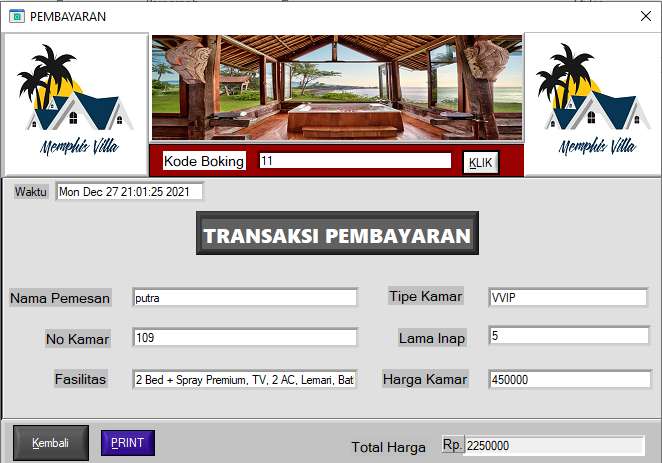 PEMBAYARAN
Memphis Villa
Memphis Villa
Kode Boking 11 KLIK
Waktu Mon Dec 27 21:01:25 2021
TRANSAKSI PEMBAYARAN
Nama Pemesan putra Tipe Kamar VVIP
No Kamar 109 Lama Inap 5
Fasilitas 2 Bed + Spray Premium, TV, 2 AC, Lemari, Bat Harga Kamar 450000
Kembali PRINT Total Harga Rp. 2250000